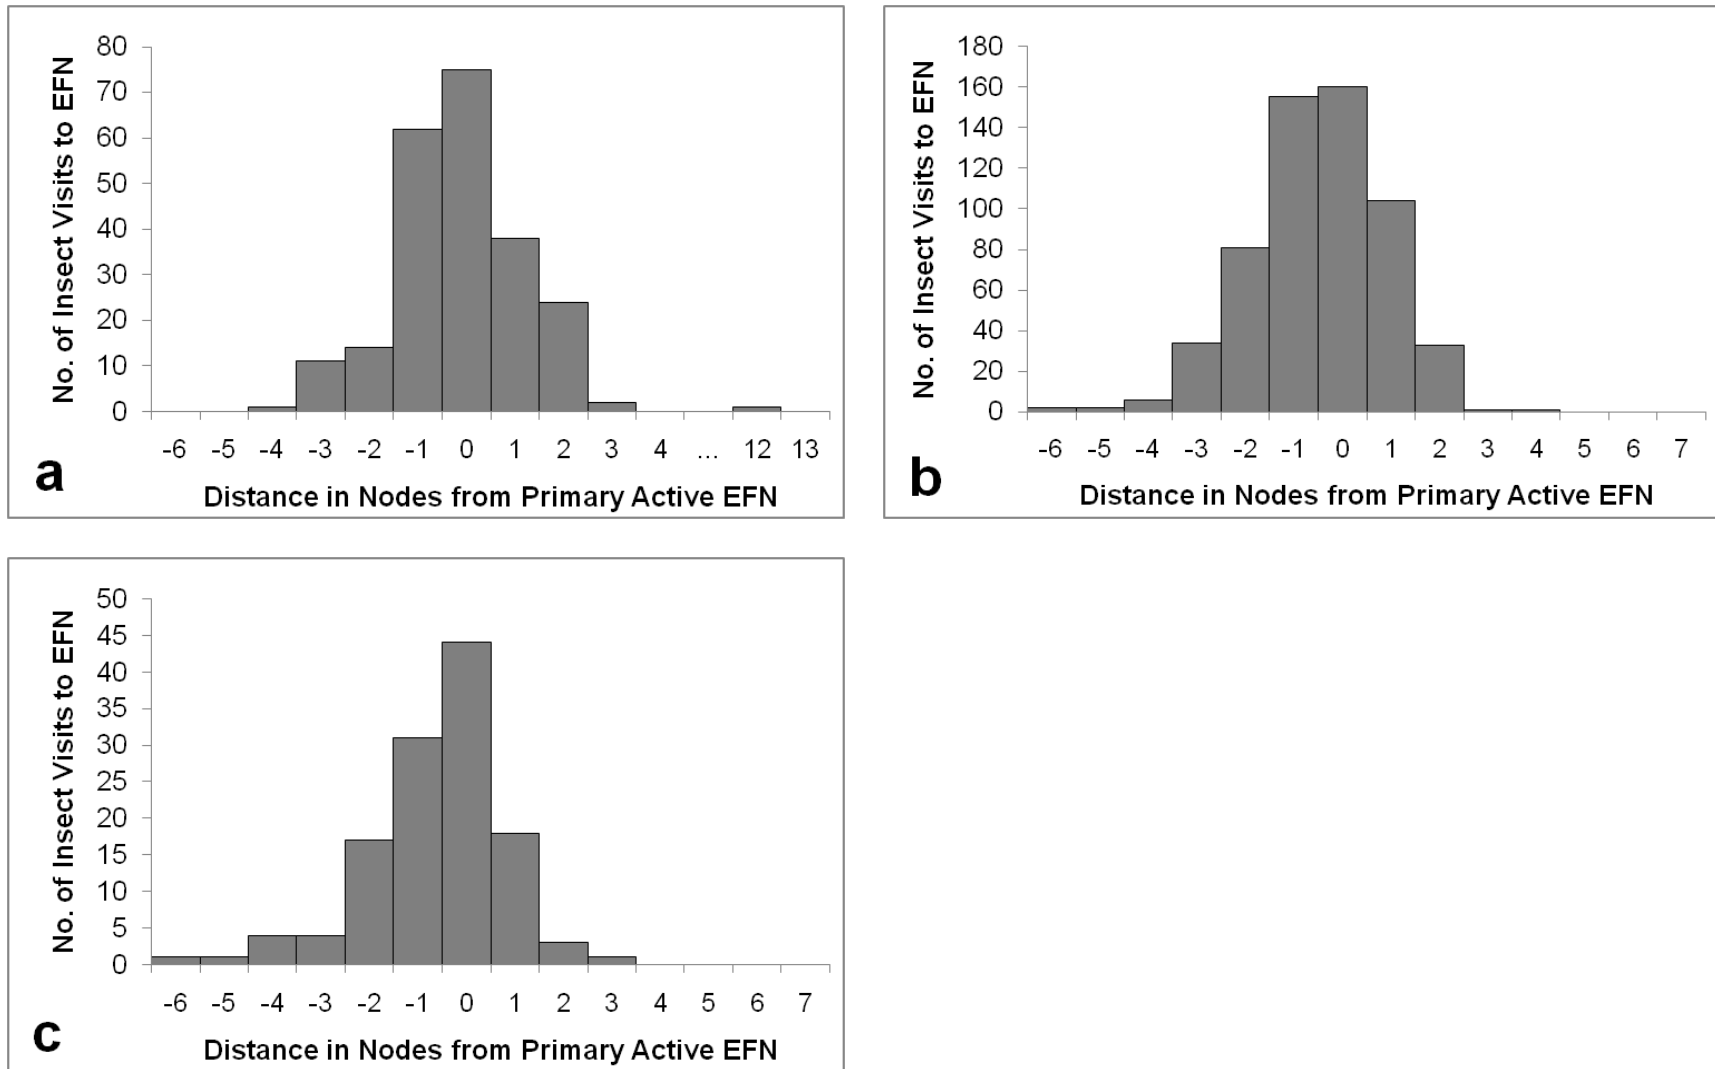 No. of Insect Visits to EFN
80
70
60
50
40
30
20
10
0
-6 -5 -4 -3 -2 -1 0 1 2 3 4 ... 12 13
a
Distance in Nodes from Primary Active EFN
No. of Insect Visits to EFN
180
160
140
120
100
80
60
40
20
0
-6 -5 -4 -3 -2 -1 0 1 2 3 4 5 6 7
b
Distance in Nodes from Primary Active EFN
No. of Insect Visits to EFN
50
45
40
35
30
25
20
15
10
5
0
-6 -5 -4 -3 -2 -1 0 1 2 3 4 5 6 7
c
Distance in Nodes from Primary Active EFN